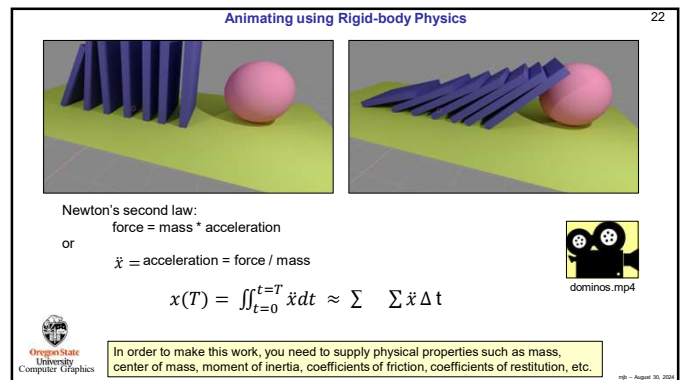 Animating using Rigid-body Physics
22
Newton's second law:
force = mass * acceleration
or
ẍ = acceleration = force / mass
x(T) = ∬_{t=0}^{t=T} ẍdt ≈ ∑ ∑ ẍ Δ t
dominos.mp4
Oregon State
University
Computer Graphics
In order to make this work, you need to supply physical properties such as mass,
center of mass, moment of inertia, coefficients of friction, coefficients of restitution, etc.
mjb – August 30, 2024